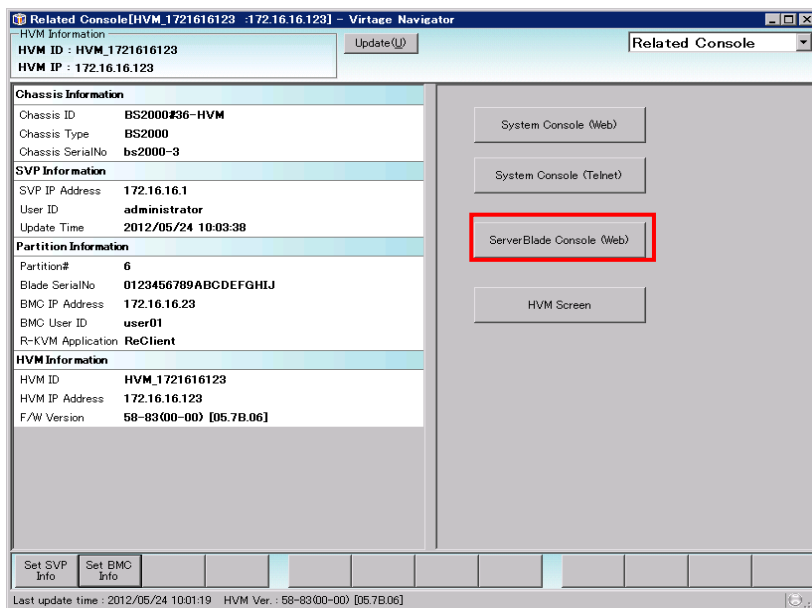 Related Console[HVM_1721616123 :172.16.16.123] - Virtage Navigator
HVM Information
HVM ID : HVM_1721616123
HVM IP : 172.16.16.123
Update(U)
Related Console
Chassis Information
Chassis ID BS2000#36-HVM
Chassis Type BS2000
Chassis SerialNo bs2000-3
SVP Information
SVP IP Address 172.16.16.1
User ID administrator
Update Time 2012/05/24 10:03:38
Partition Information
Partition# 6
Blade SerialNo 0123456789ABCDEFGHIJ
BMC IP Address 172.16.16.23
BMC User ID user01
R-KVM Application ReClient
HVM Information
HVM ID HVM_1721616123
HVM IP Address 172.16.16.123
F/W Version 58-83(00-00) [05.7B.06]
System Console (Web)
System Console (Telnet)
ServerBlade Console (Web)
HVM Screen
Set SVP
Info
Set BMC
Info
Last update time : 2012/05/24 10:01:19 HVM Ver. : 58-83(00-00) [05.7B.06]